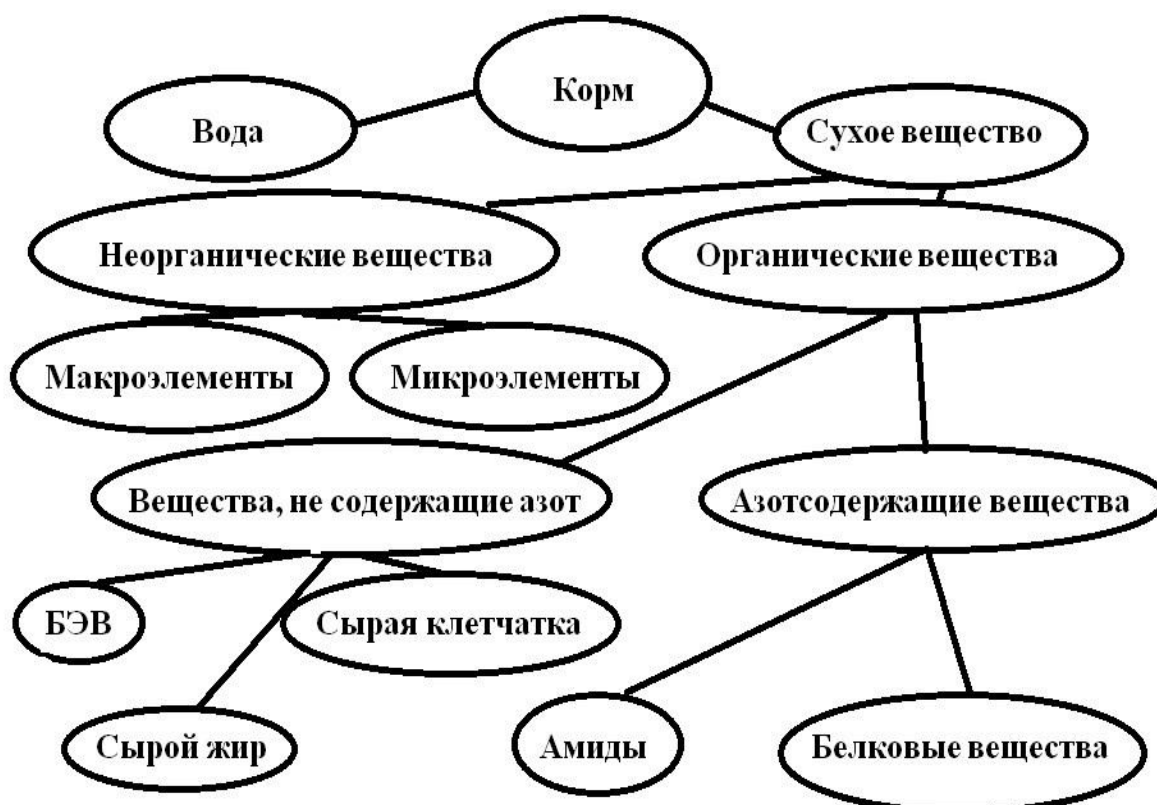 Корм
Вода
Сухое вещество
Неорганические вещества
Органические вещества
Макроэлементы
Микроэлементы
Вещества, не содержащие азот
Азотсодержащие вещества
БЭВ
Сырая клетчатка
Сырой жир
Амиды
Белковые вещества